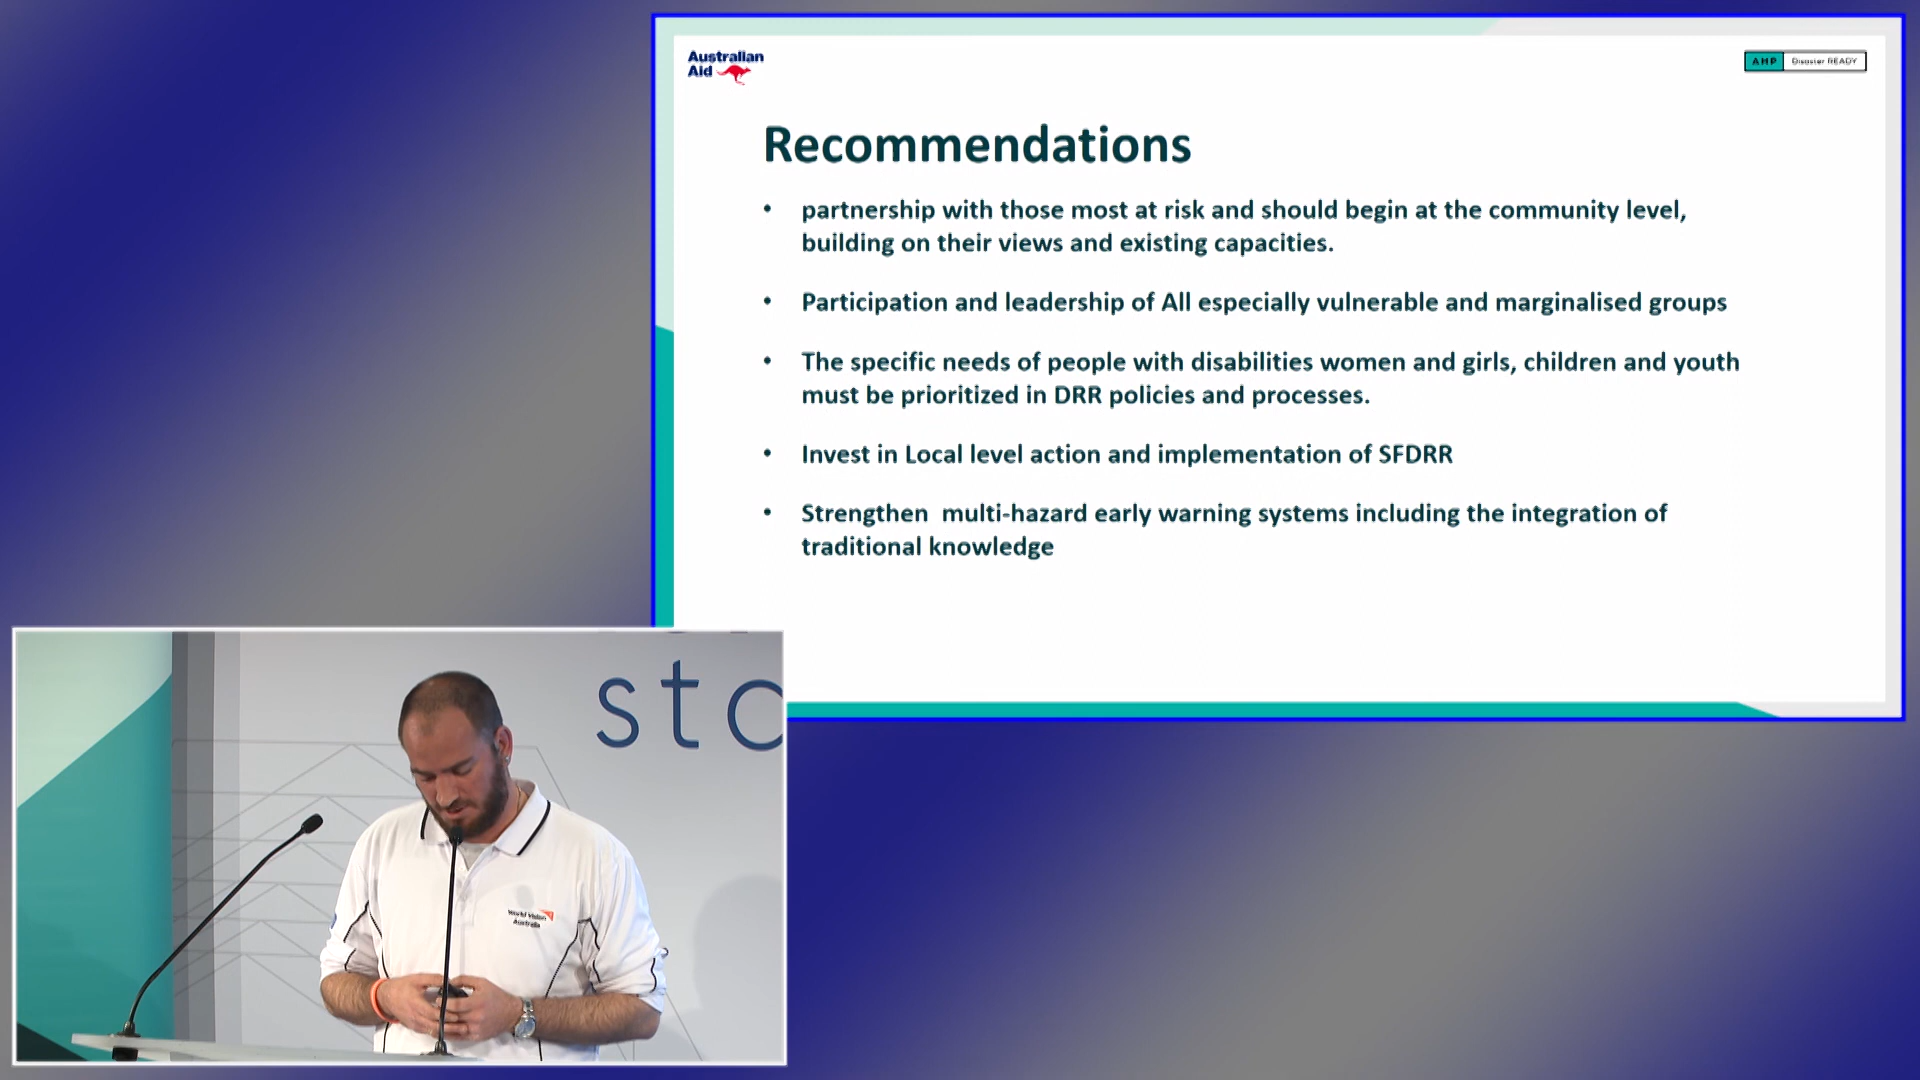 Australian
Aid
AHP Disaster READY
Recommendations
• partnership with those most at risk and should begin at the community level,
building on their views and existing capacities.
• Participation and leadership of All especially vulnerable and marginalised groups
• The specific needs of people with disabilities women and girls, children and youth
must be prioritized in DRR policies and processes.
• Invest in Local level action and implementation of SFDRR
• Strengthen  multi-hazard early warning systems including the integration of
traditional knowledge
sto
World Vision
Australia